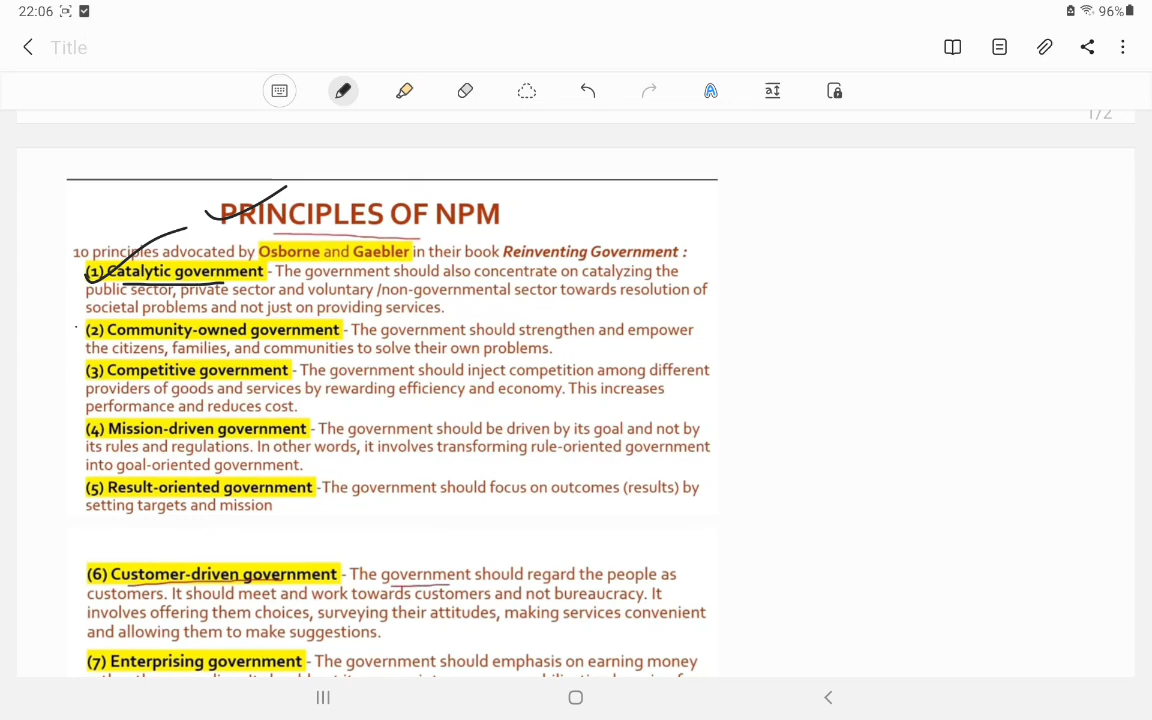 22:06
96%
Title
1/2
PRINCIPLES OF NPM
10 principles advocated by Osborne and Gaebler in their book Reinventing Government :
(1) Catalytic government - The government should also concentrate on catalyzing the
public sector, private sector and voluntary /non-governmental sector towards resolution of
societal problems and not just on providing services.
(2) Community-owned government - The government should strengthen and empower
the citizens, families, and communities to solve their own problems.
(3) Competitive government - The government should inject competition among different
providers of goods and services by rewarding efficiency and economy. This increases
performance and reduces cost.
(4) Mission-driven government - The government should be driven by its goal and not by
its rules and regulations. In other words, it involves transforming rule-oriented government
into goal-oriented government.
(5) Result-oriented government -The government should focus on outcomes (results) by
setting targets and mission
(6) Customer-driven government - The government should regard the people as
customers. It should meet and work towards customers and not bureaucracy. It
involves offering them choices, surveying their attitudes, making services convenient
and allowing them to make suggestions.
(7) Enterprising government - The government should emphasis on earning money